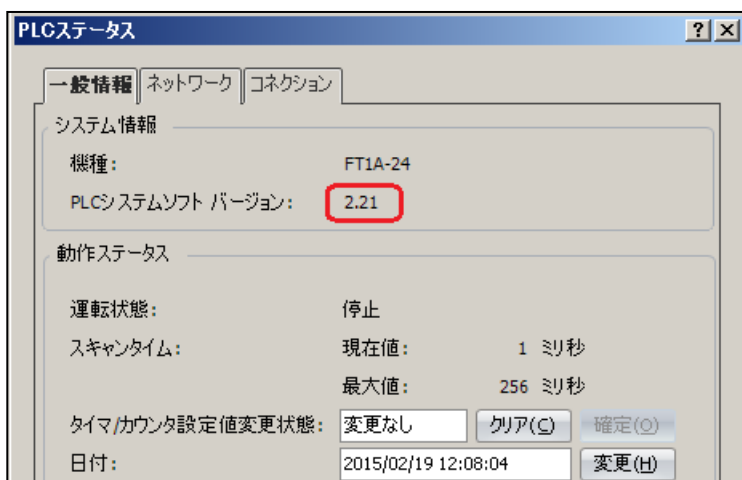 PLCステータス
一般情報 ネットワーク コネクション
システム情報
機種: FT1A-24
PLCシステムソフト バージョン: 2.21
動作ステータス
運転状態: 停止
スキャンタイム: 現在値: 1 ミリ秒
最大値: 256 ミリ秒
タイマ/カウンタ設定値変更状態: 変更なし クリア(C) 確定(O)
日付: 2015/02/19 12:08:04 変更(H)